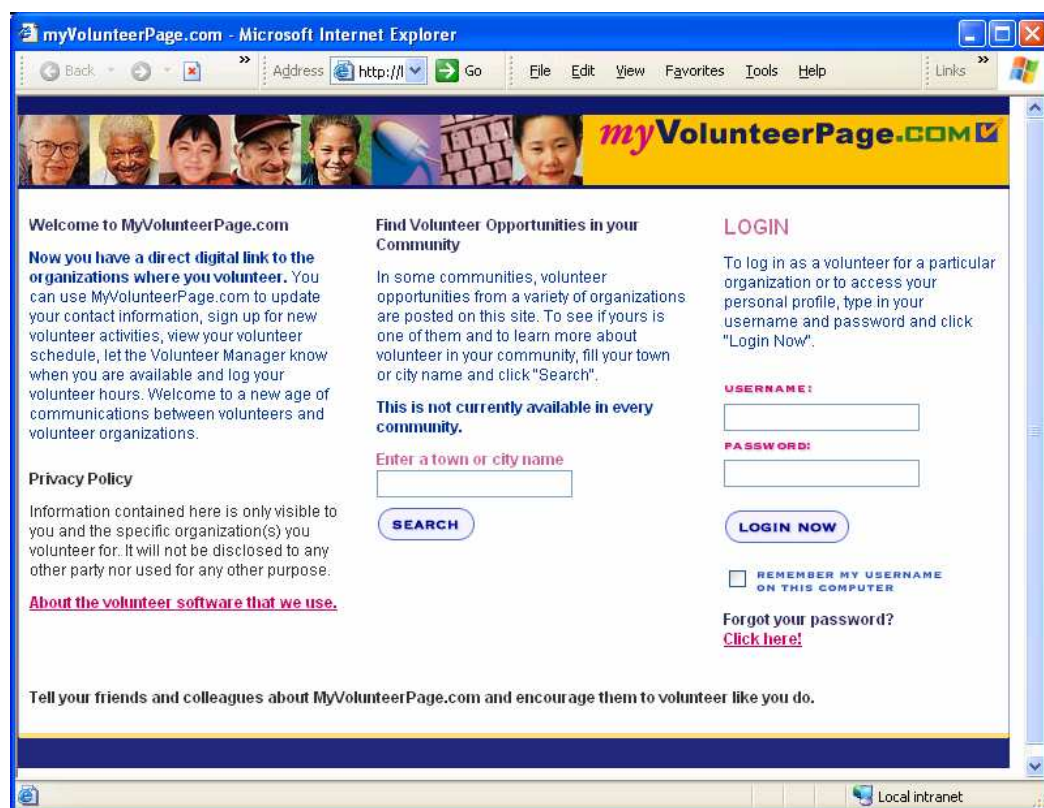 myVolunteerPage.com - Microsoft Internet Explorer
Back
»
Address
http://l
Go
File Edit View Favorites Tools Help
Links
»
myVolunteerPage.COM
Welcome to MyVolunteerPage.com
Now you have a direct digital link to the
organizations where you volunteer. You
can use MyVolunteerPage.com to update
your contact information, sign up for new
volunteer activities, view your volunteer
schedule, let the Volunteer Manager know
when you are available and log your
volunteer hours. Welcome to a new age of
communications between volunteers and
volunteer organizations.
Privacy Policy
Information contained here is only visible to
you and the specific organization(s) you
volunteer for. It will not be disclosed to any
other party nor used for any other purpose.
About the volunteer software that we use.
Find Volunteer Opportunities in your
Community
In some communities, volunteer
opportunities from a variety of organizations
are posted on this site. To see if yours is
one of them and to learn more about
volunteer in your community, fill your town
or city name and click "Search".
This is not currently available in every
community.
Enter a town or city name
SEARCH
LOGIN
To log in as a volunteer for a particular
organization or to access your
personal profile, type in your
username and password and click
"Login Now".
USERNAME:
PASSWORD:
LOGIN NOW
REMEMBER MY USERNAME
ON THIS COMPUTER
Forgot your password?
Click here!
Tell your friends and colleagues about MyVolunteerPage.com and encourage them to volunteer like you do.
Local intranet